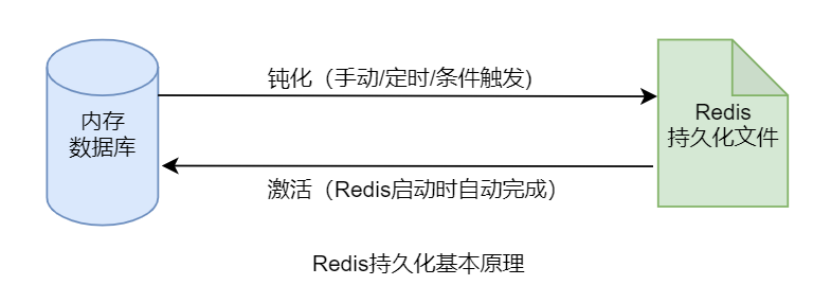 钝化（手动/定时/条件触发)
内存
数据库
Redis
持久化文件
激活（Redis启动时自动完成）
Redis持久化基本原理